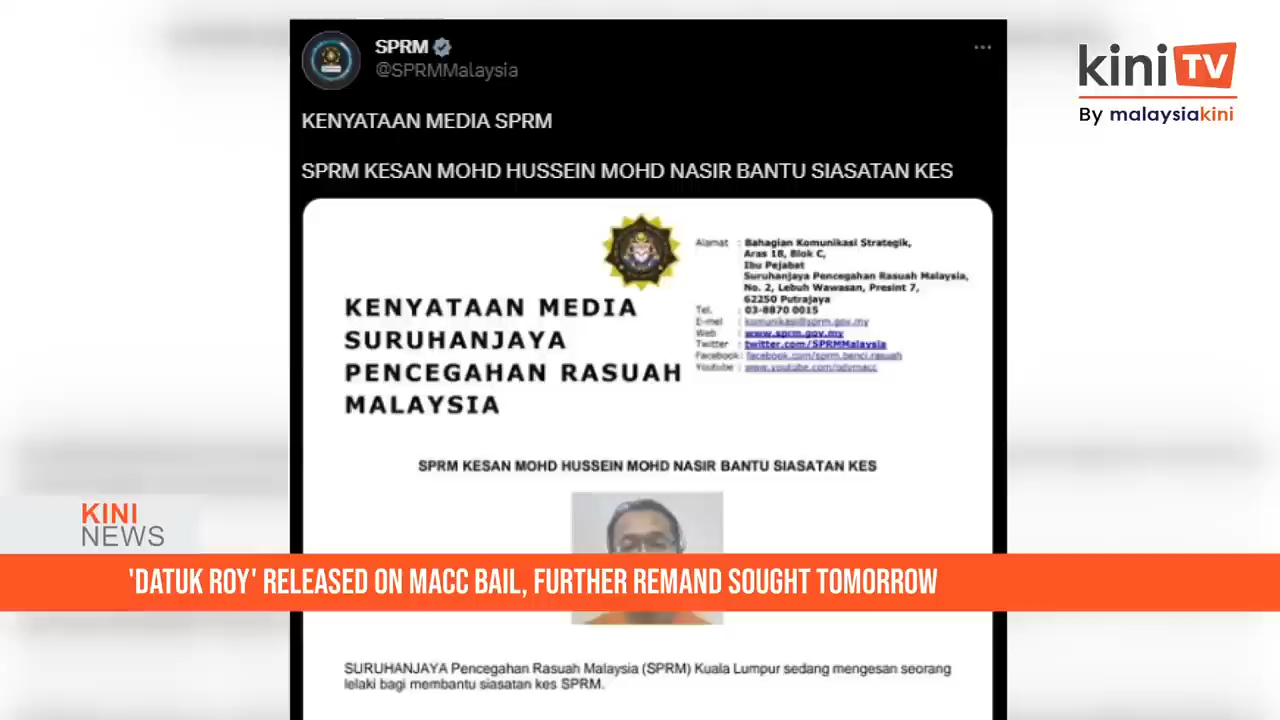 SPRM
@SPRMMalaysia
KENYATAAN MEDIA SPRM
SPRM KESAN MOHD HUSSEIN MOHD NASIR BANTU SIASATAN KES
kini TV
By malaysiakini
KENYATAAN MEDIA
SURUHANJAYA
PENCEGAHAN RASUAH
MALAYSIA
Alamat : Bahagian Komunikasi Strategik,
Aras 18, Blok C,
Ibu Pejabat
Suruhanjaya Pencegahan Rasuah Malaysia,
No. 2, Lebuh Wawasan, Presint 7,
62250 Putrajaya
Tel. : 03-8870 0015
E-mel : komunikasi@sprm.gov.my
Web : www.sprm.gov.my
Twitter : twitter.com/SPRMMalaysia
Facebook : facebook.com/sprm.benci.rasuah
Youtube :
SPRM KESAN MOHD HUSSEIN MOHD NASIR BANTU SIASATAN KES
KINI
NEWS
'DATUK ROY' RELEASED ON MACC BAIL, FURTHER REMAND SOUGHT TOMORROW
SURUHANJAYA Pencegahan Rasuah Malaysia (SPRM) Kuala Lumpur sedang mengesan seorang
lelaki bagi membantu siasatan kes SPRM.